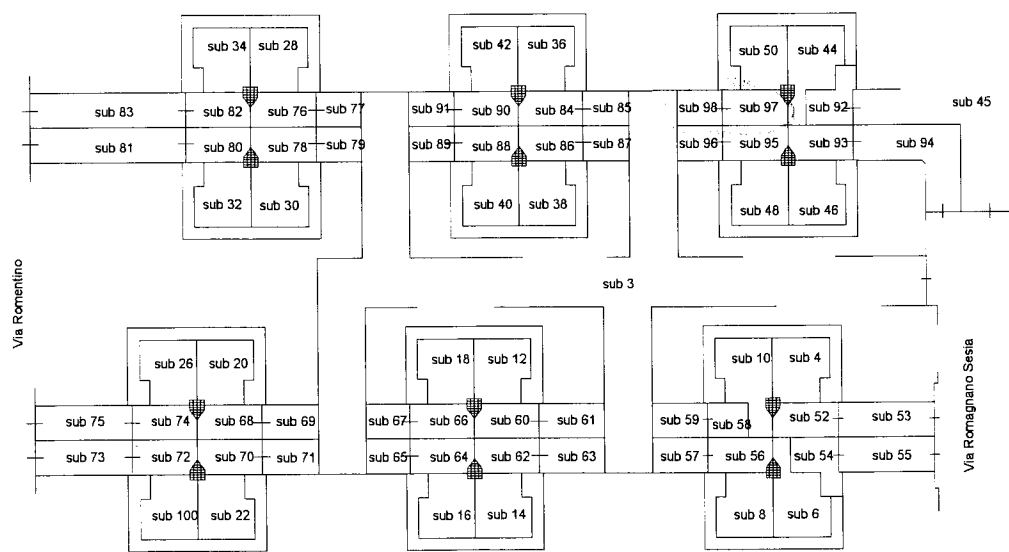 sub 34 sub 28 sub 42 sub 36 sub 50 sub 44
sub 83 sub 82 sub 76 sub 77 sub 91 sub 90 sub 84 sub 85 sub 98 sub 97 sub 92 sub 45
sub 81 sub 80 sub 78 sub 79 sub 89 sub 88 sub 86 sub 87 sub 96 sub 95 sub 93 sub 94
sub 32 sub 30 sub 40 sub 38 sub 48 sub 46
Via Romentino
sub 3
sub 26 sub 20 sub 18 sub 12 sub 10 sub 4
sub 75 sub 74 sub 68 sub 69 sub 67 sub 66 sub 60 sub 61 sub 59 sub 58 sub 52 sub 53
sub 73 sub 72 sub 70 sub 71 sub 65 sub 64 sub 62 sub 63 sub 57 sub 56 sub 54 sub 55
sub 100 sub 22 sub 16 sub 14 sub 8 sub 6
Via Romagnano Sesia